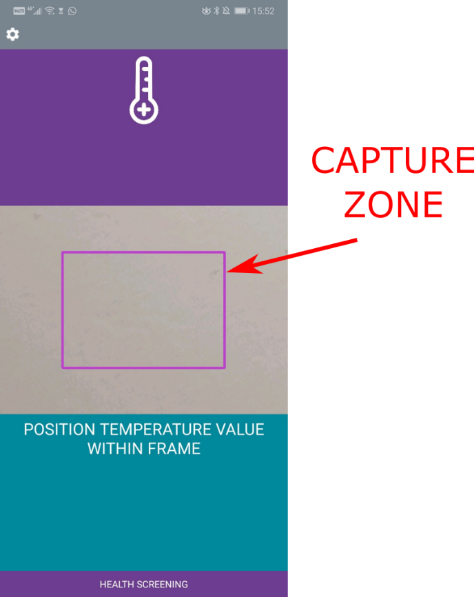 15:52
CAPTURE
ZONE
POSITION TEMPERATURE VALUE
WITHIN FRAME
HEALTH SCREENING